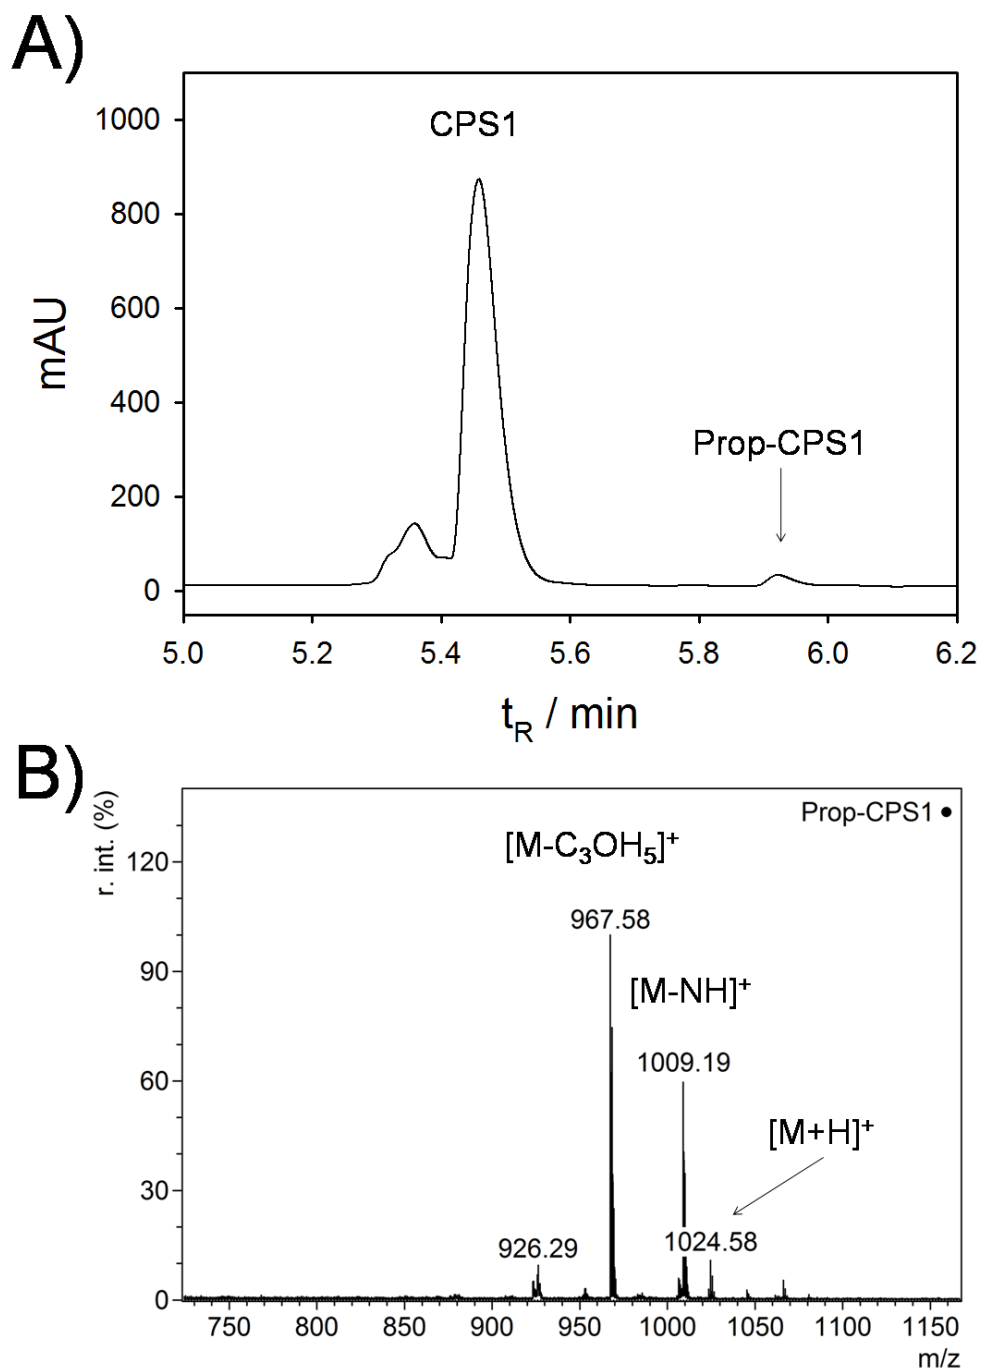 A)
1000
800
600
400
200
0
mAU
CPS1
Prop-CPS1
5.0 5.2 5.4 5.6 5.8 6.0 6.2
t_R / min
B)
r. int. (%)
Prop-CPS1 •
120
90
60
30
0
[M-C₃OH₅]⁺
967.58
[M-NH]⁺
1009.19
[M+H]⁺
1024.58
926.29
750 800 850 900 950 1000 1050 1100 1150
m/z